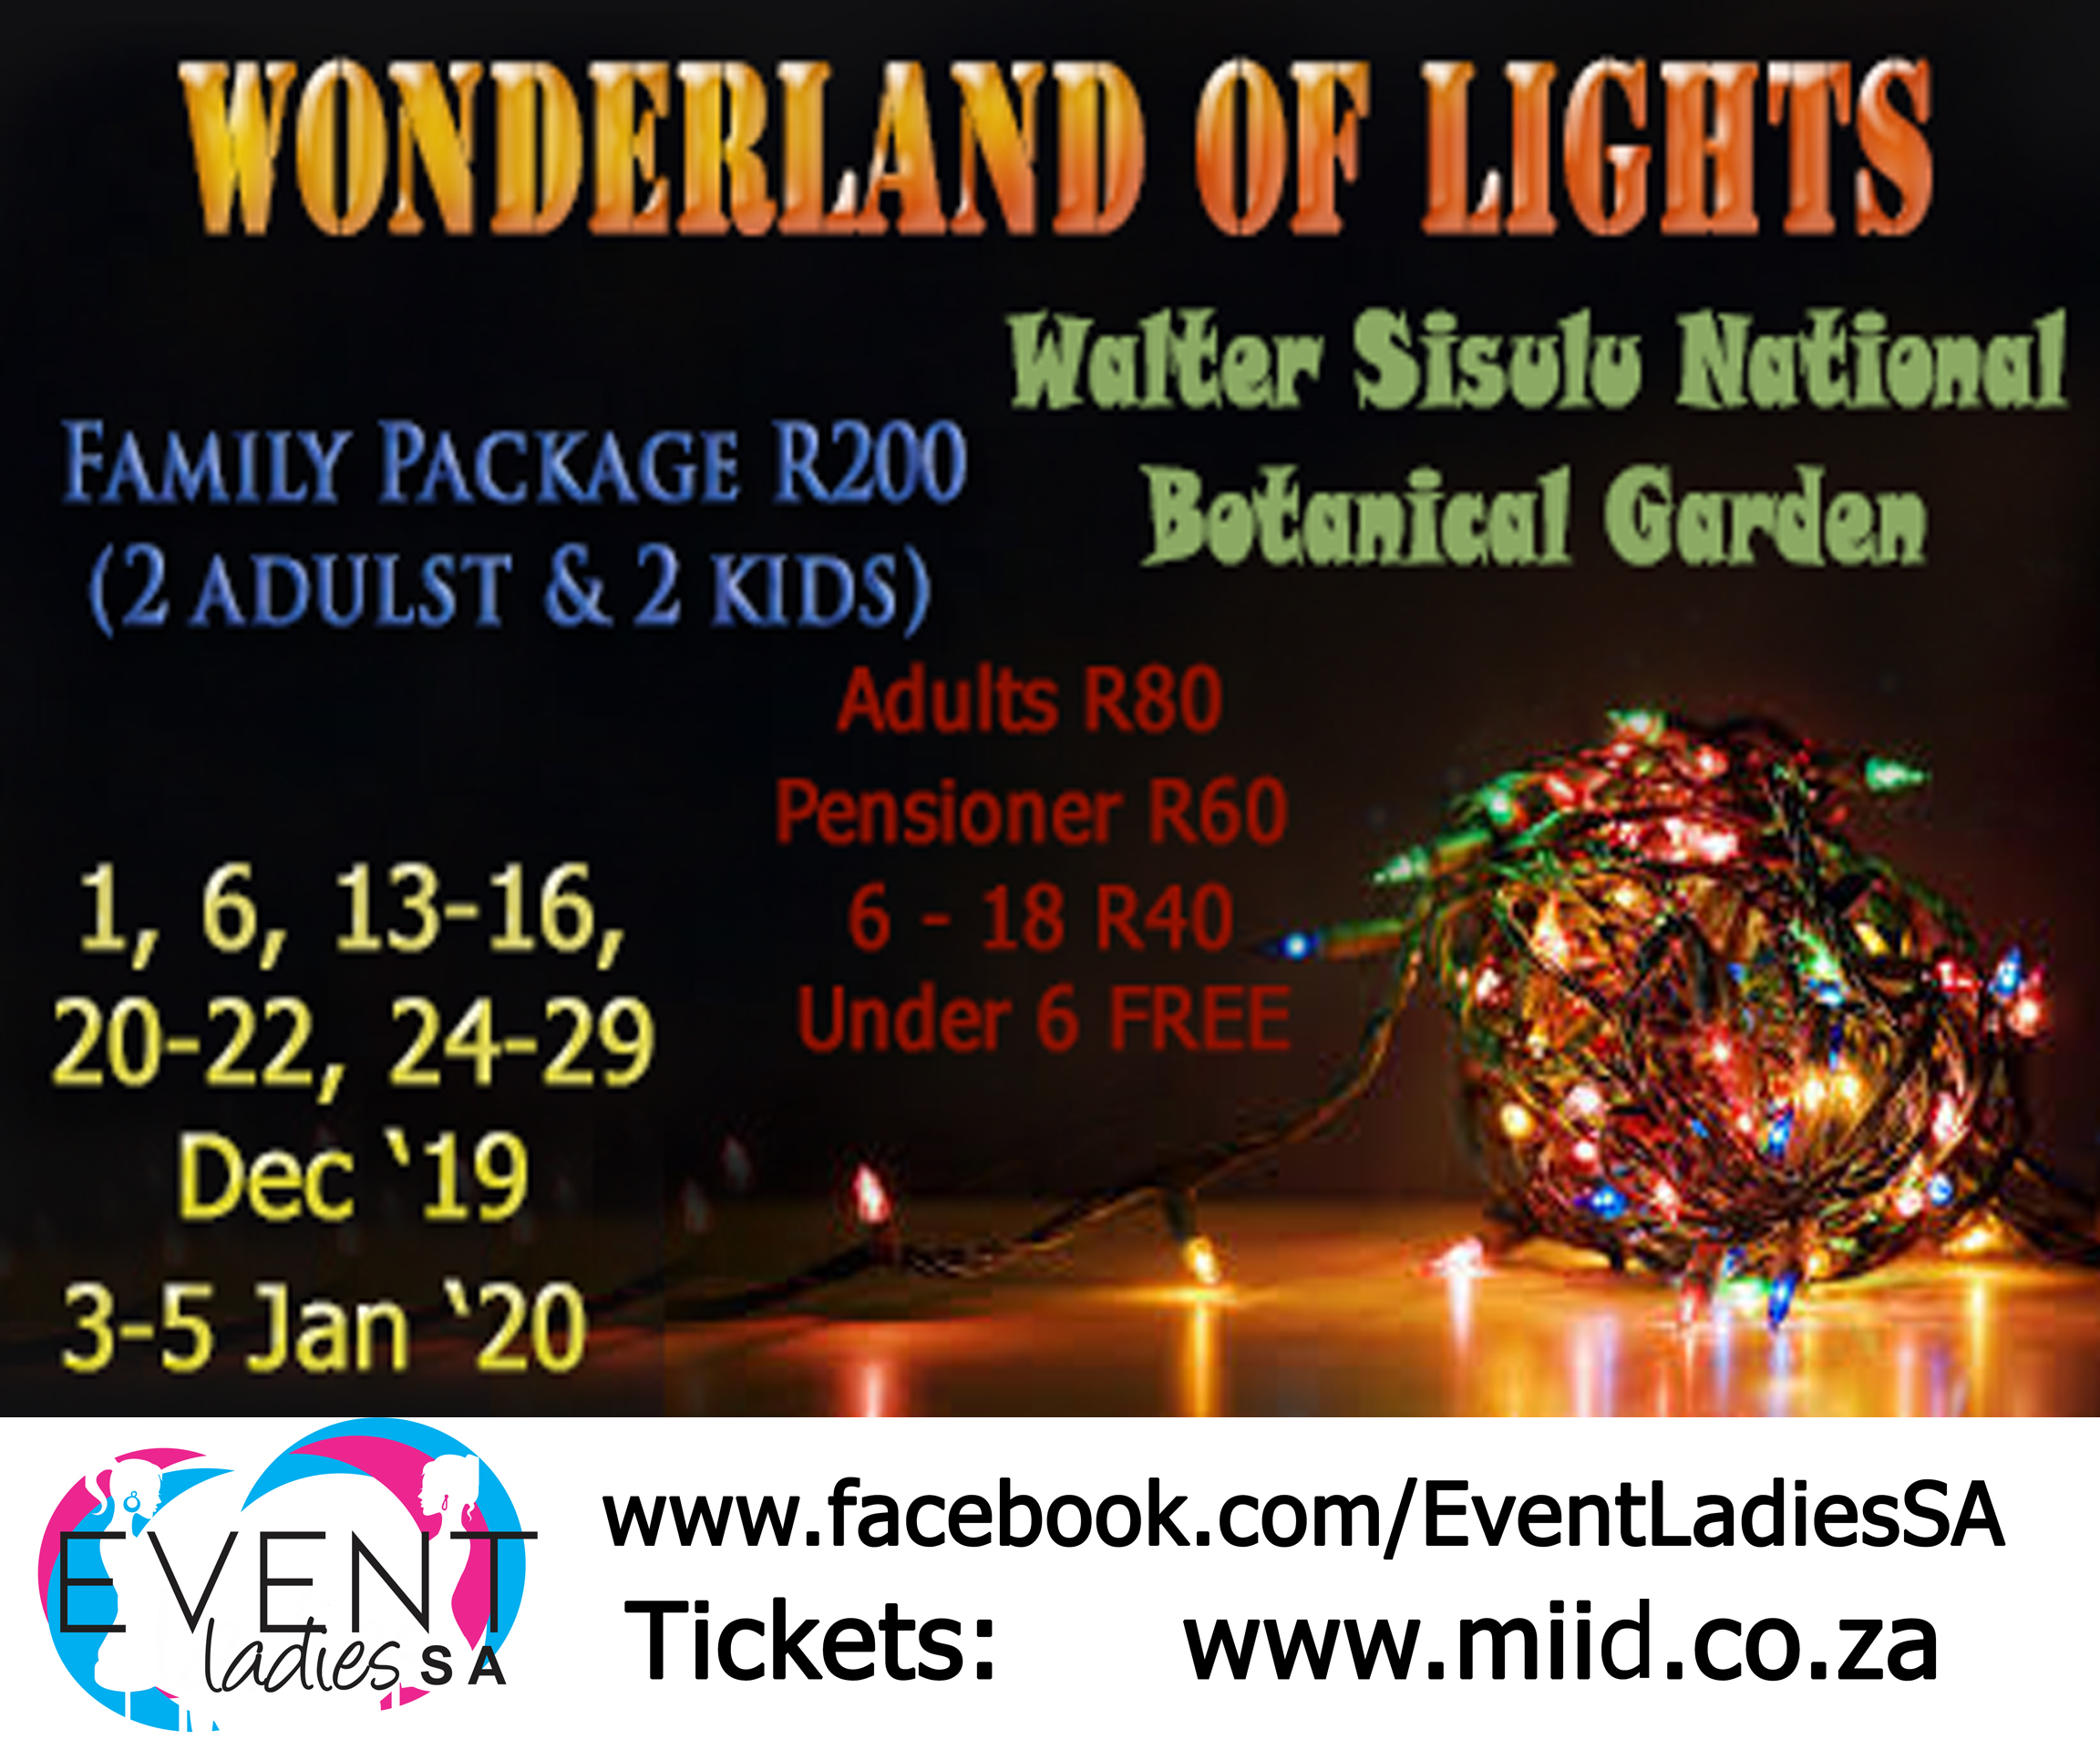 WONDERLAND OF LIGHTS
Walter Sisulu National
Botanical Garden
FAMILY PACKAGE R200
(2 ADULST & 2 KIDS)
Adults R80
Pensioner R60
6 - 18 R40
Under 6 FREE
1, 6, 13-16,
20-22, 24-29
Dec ‘19
3-5 Jan ‘20
EVENT
ladies SA
www.facebook.com/EventLadiesSA
Tickets: www.miid.co.za